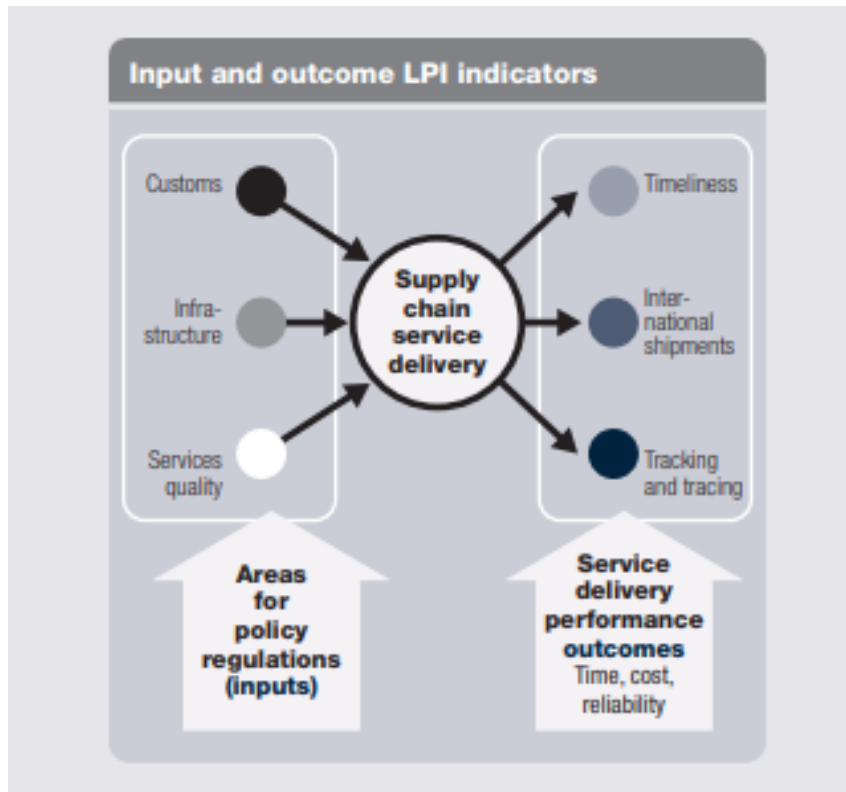 Input and outcome LPI indicators
Customs
Infra-
structure
Services
quality
Supply
chain
service
delivery
Timeliness
Inter-
national
shipments
Tracking
and tracing
Areas
for
policy
regulations
(inputs)
Service
delivery
performance
outcomes
Time, cost,
reliability